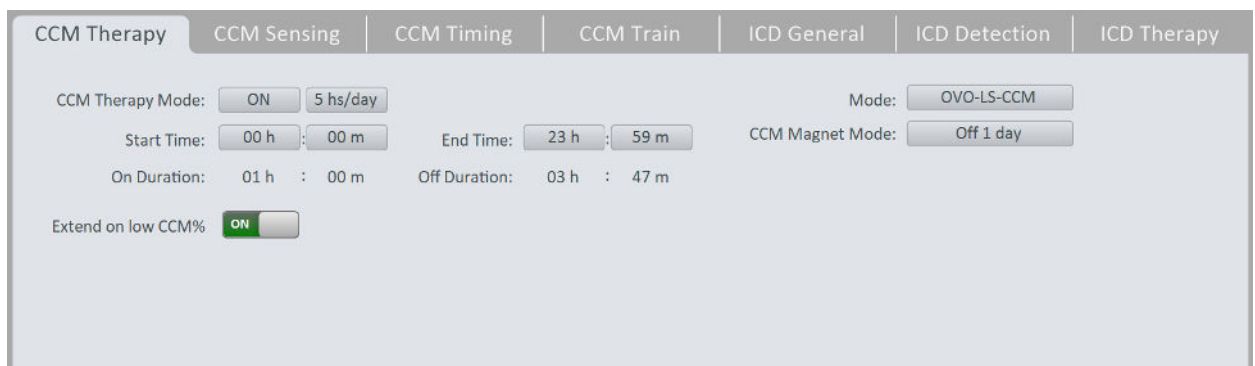 CCM Therapy CCM Sensing CCM Timing CCM Train ICD General ICD Detection ICD Therapy
CCM Therapy Mode: ON 5 hs/day Mode: OVO-LS-CCM
Start Time: 00 h : 00 m End Time: 23 h : 59 m CCM Magnet Mode: Off 1 day
On Duration: 01 h : 00 m Off Duration: 03 h : 47 m
Extend on low CCM% ON